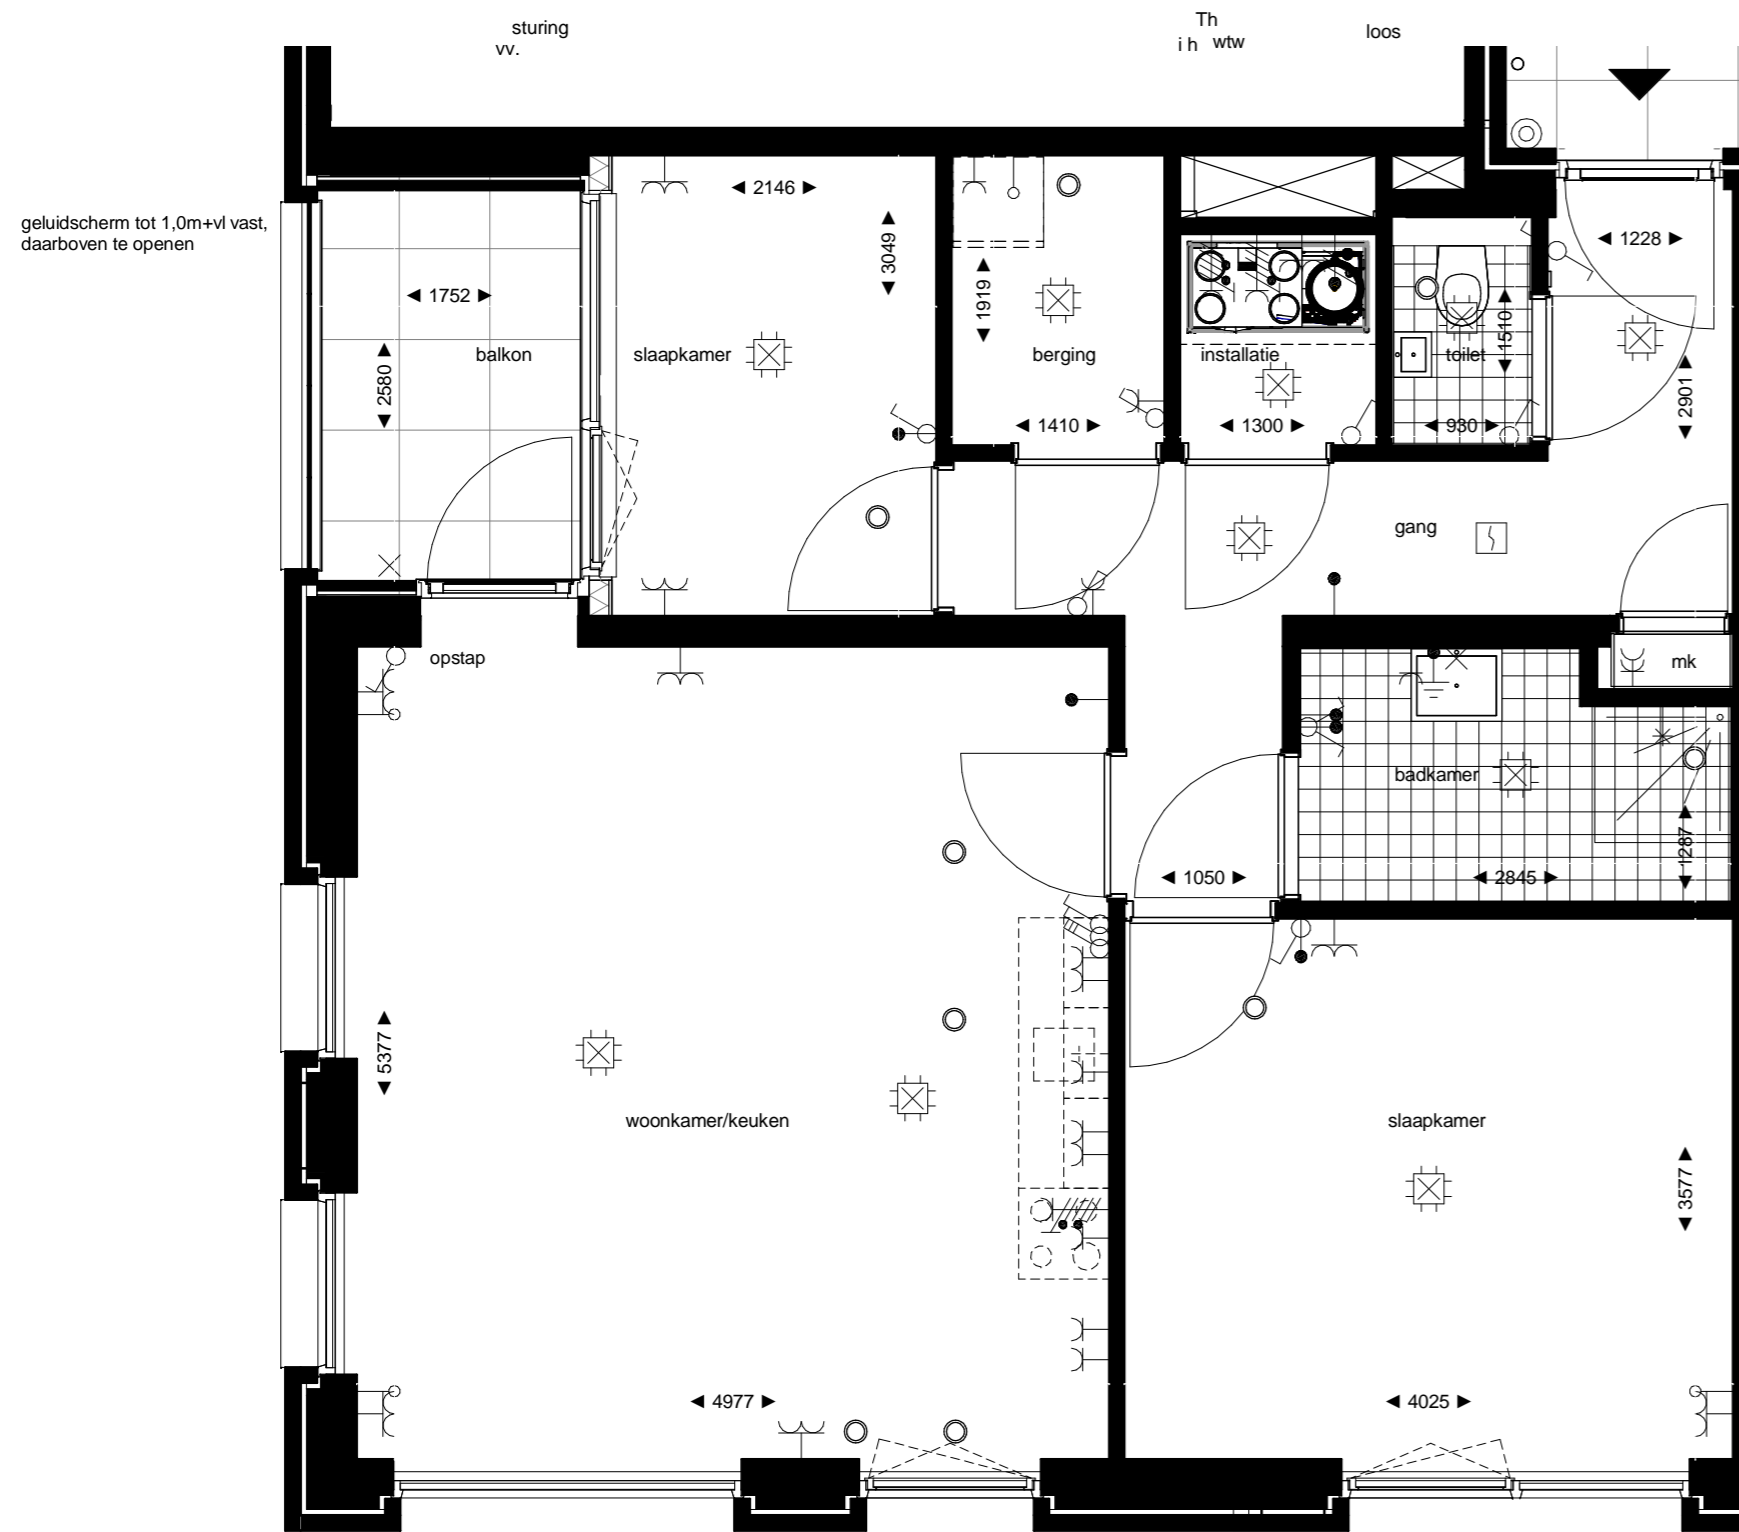 sturing
vv.
Th
i h wtw
loos
geluidscherm tot 1,0m+vl vast,
daarboven te openen
2146
3049
1752
2580
balkon
slaapkamer
1919
berging
1410
installatie
1300
1510
toilet
930
1228
2901
gang
opstap
mk
badkamer
1287
1050
2845
5377
woonkamer/keuken
slaapkamer
3577
4977
4025